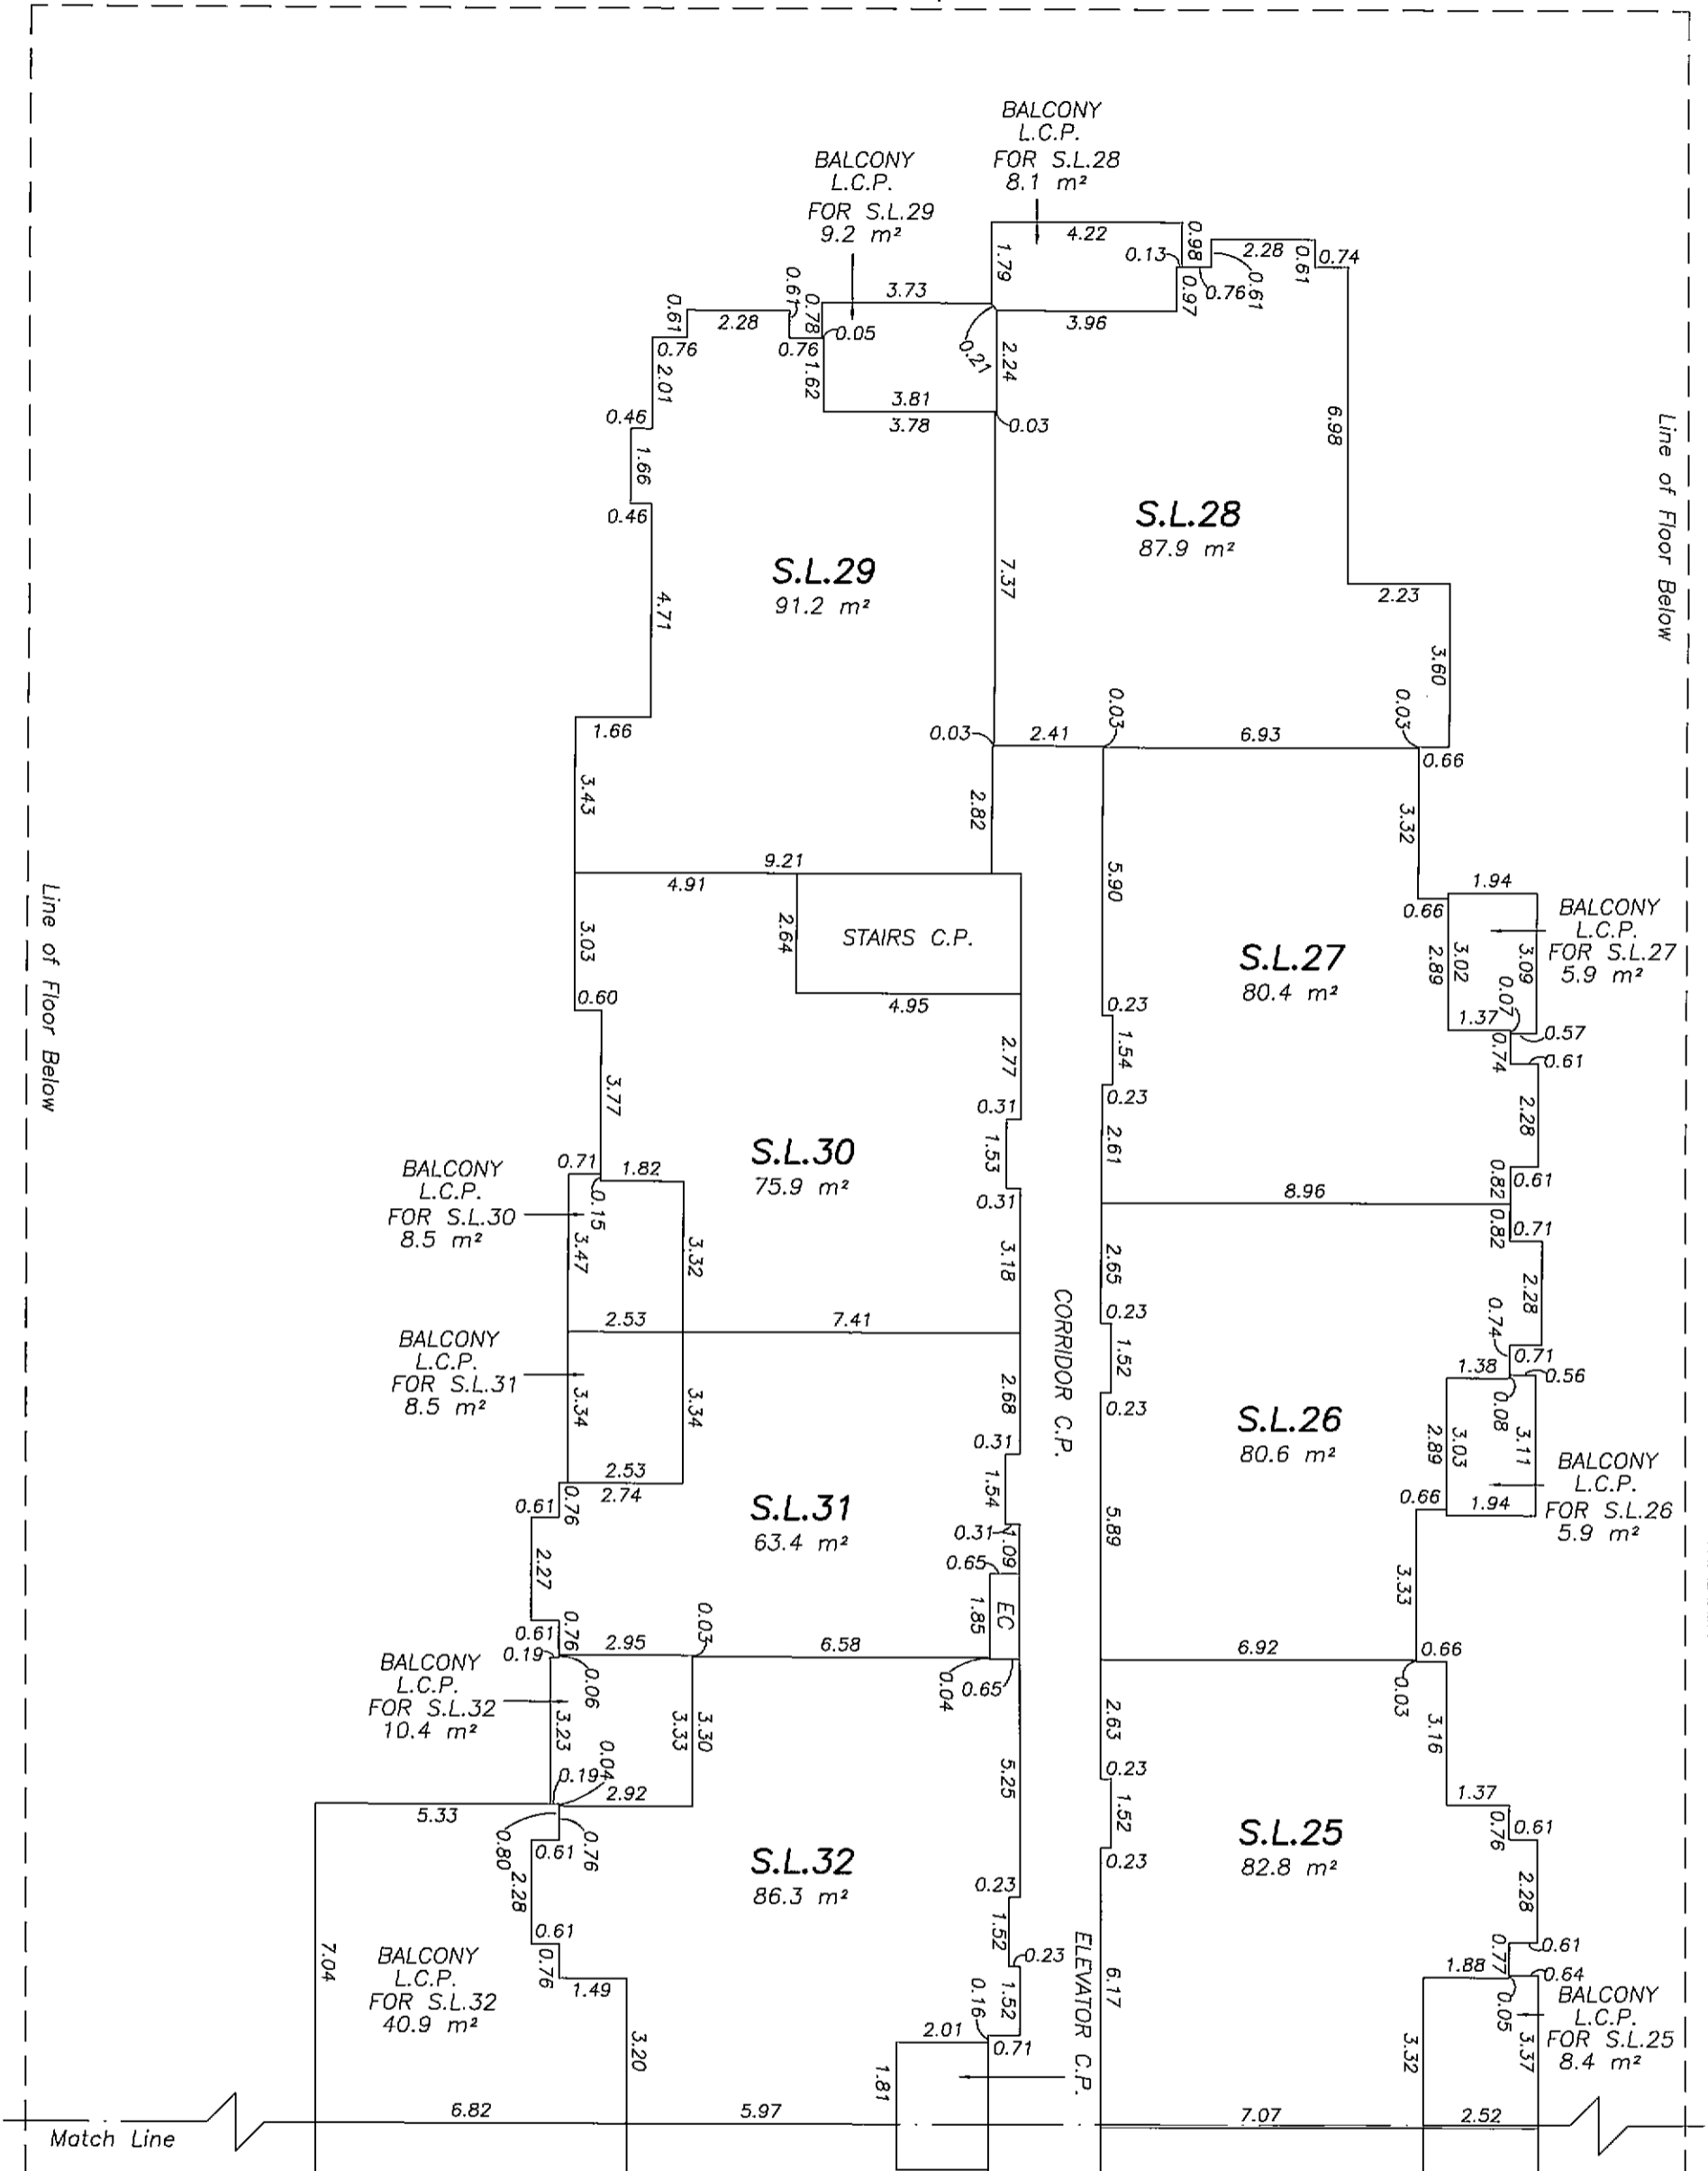 BALCONY
L.C.P.
FOR S.L.28
8.1 m²
BALCONY
L.C.P.
FOR S.L.29
9.2 m²
4.22
1.79
0.98
0.13
0.97
0.76
0.61
2.28
0.61
0.74
3.96
3.73
0.21
2.24
0.61
0.78
0.05
0.76
1.62
2.28
0.61
0.76
2.01
3.81
3.78
0.03
0.46
1.66
0.46
6.98
Line of Floor Below
S.L.28
87.9 m²
S.L.29
91.2 m²
7.37
4.71
2.23
3.60
0.03
0.03
0.03
2.41
6.93
0.66
1.66
3.43
2.82
3.32
5.90
9.21
4.91
1.94
0.66
Line of Floor Below
3.03
2.64
STAIRS C.P.
4.95
S.L.27
80.4 m²
2.89
3.02
3.09
BALCONY
L.C.P.
FOR S.L.27
5.9 m²
0.07
1.37
0.57
0.74
0.61
0.60
0.23
1.54
0.23
2.77
0.31
1.53
0.31
3.77
2.61
2.28
0.82
0.61
S.L.30
75.9 m²
BALCONY
L.C.P.
FOR S.L.30
8.5 m²
0.71
1.82
0.15
3.47
3.32
3.18
8.96
0.82
0.71
2.65
2.28
0.23
1.52
0.23
CORRIDOR C.P.
2.53
7.41
BALCONY
L.C.P.
FOR S.L.31
8.5 m²
3.34
3.34
2.68
0.74
0.71
1.38
0.56
0.08
S.L.26
80.6 m²
2.89
3.03
3.11
BALCONY
L.C.P.
FOR S.L.26
5.9 m²
0.66
1.94
0.31
1.54
2.53
2.74
0.61
0.76
S.L.31
63.4 m²
0.31
1.09
0.65
EC
1.85
5.89
3.33
2.27
0.61
0.76
0.19
0.06
2.95
0.03
6.58
0.04
0.65
6.92
0.66
0.03
BALCONY
L.C.P.
FOR S.L.32
10.4 m²
3.23
3.33
3.30
0.04
0.19
2.92
5.25
2.63
3.16
0.23
1.52
0.23
1.37
0.76
0.61
5.33
0.80
0.76
0.61
2.28
S.L.32
86.3 m²
S.L.25
82.8 m²
2.28
0.23
1.52
0.23
0.61
0.76
1.49
1.52
0.16
0.71
2.01
1.81
ELEVATOR C.P.
6.17
0.77
0.61
1.88
0.64
0.05
BALCONY
L.C.P.
FOR S.L.25
8.4 m²
3.32
3.37
7.04
BALCONY
L.C.P.
FOR S.L.32
40.9 m²
3.20
6.82
5.97
7.07
2.52
Match Line